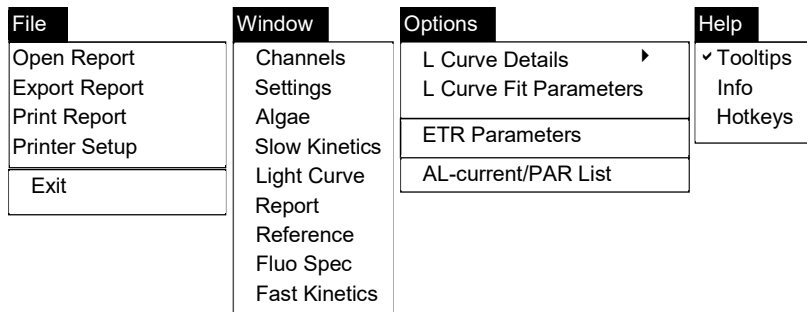 File
Open Report
Export Report
Print Report
Printer Setup
Exit
Window
Channels
Settings
Algae
Slow Kinetics
Light Curve
Report
Reference
Fluo Spec
Fast Kinetics
Options
L Curve Details
L Curve Fit Parameters
ETR Parameters
AL-current/PAR List
Help
Tooltips
Info
Hotkeys